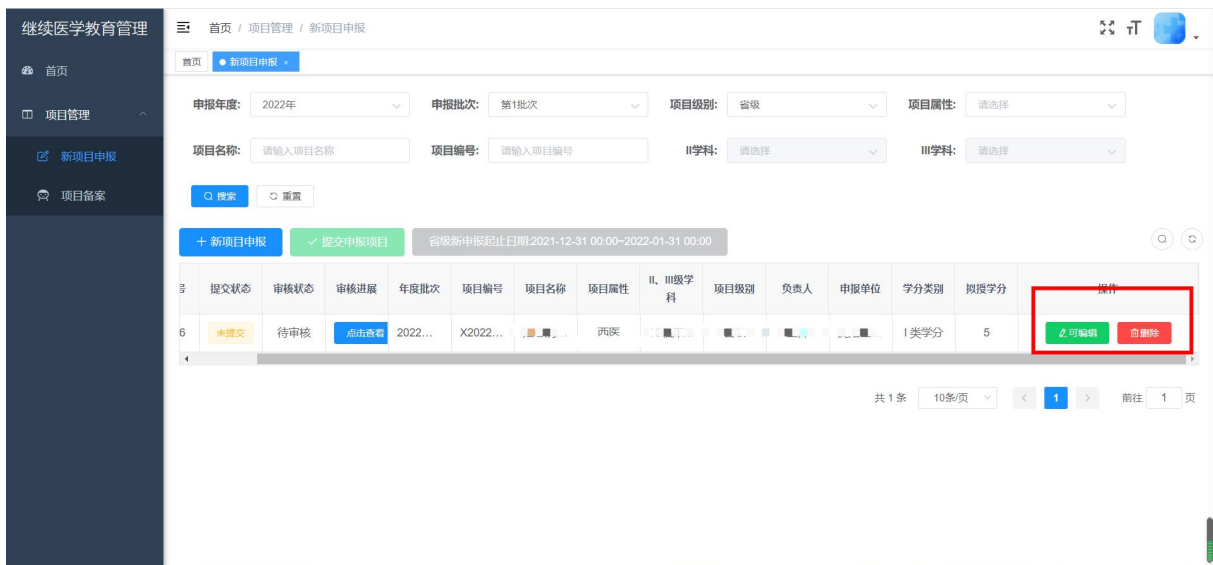 继续医学教育管理
首页 / 项目管理 / 新项目申报
首页
项目管理
新项目申报
项目备案
首页 新项目申报 ×
申报年度: 2022年 申报批次: 第1批次 项目级别: 省级 项目属性: 请选择
项目名称: 请输入项目名称 项目编号: 请输入项目编号 II学科: 请选择 III学科: 请选择
搜索 重置
+ 新项目申报 提交申报项目 省级新申报起止日期:2021-12-31 00:00~2022-01-31 00:00
提交状态 审核状态 审核进展 年度批次 项目编号 项目名称 项目属性 II、III级学科 项目级别 负责人 申报单位 学分类别 拟授学分 操作
6 未提交 待审核 点击查看 2022... X2022... 西医 I 类学分 5 可编辑 删除
共 1 条 10条/页 < 1 > 前往 1 页